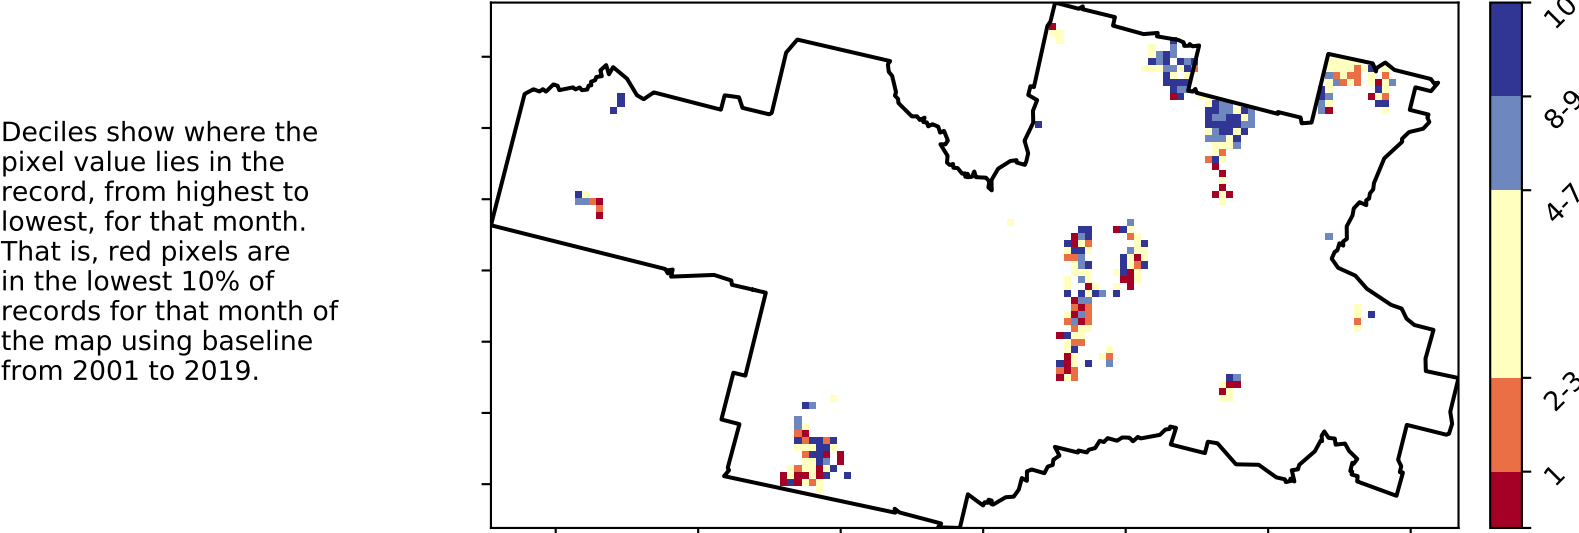 Deciles show where the
pixel value lies in the
record, from highest to
lowest, for that month.
That is, red pixels are
in the lowest 10% of
records for that month of
the map using baseline
from 2001 to 2019.
10
8-9
4-7
2-3
1